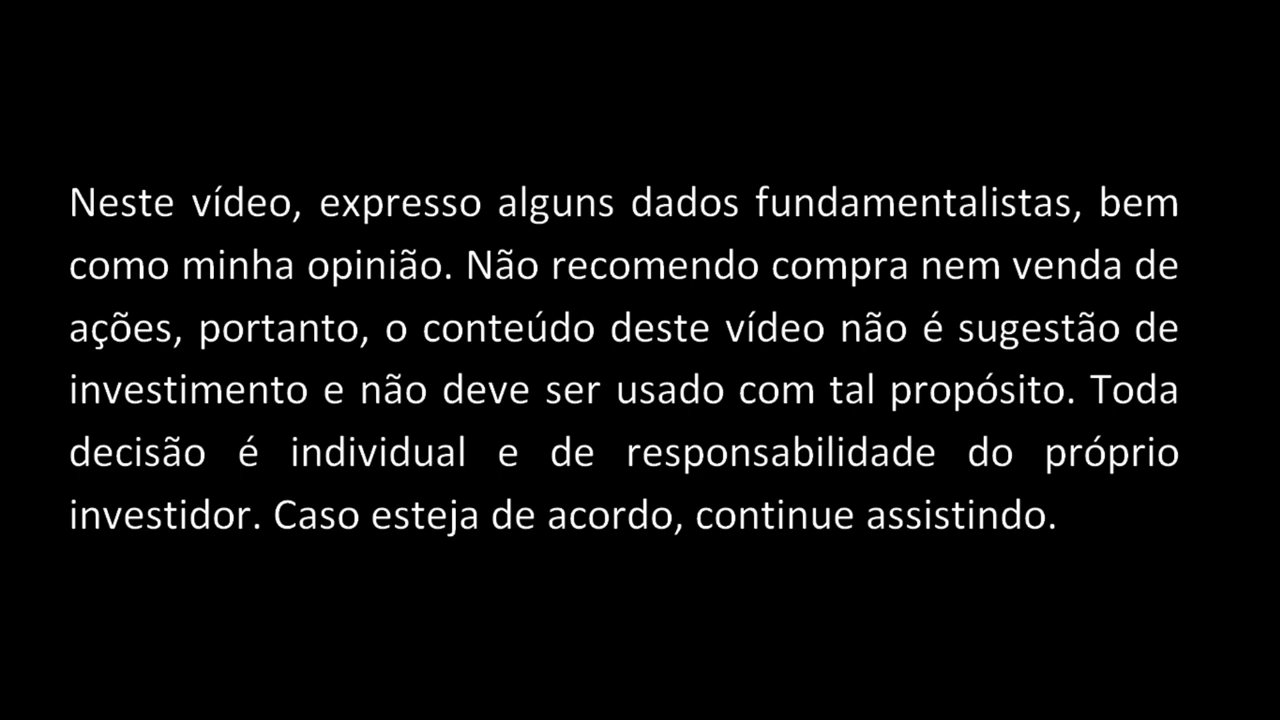 Neste vídeo, expresso alguns dados fundamentalistas, bem
como minha opinião. Não recomendo compra nem venda de
ações, portanto, o conteúdo deste vídeo não é sugestão de
investimento e não deve ser usado com tal propósito. Toda
decisão é individual e de responsabilidade do próprio
investidor. Caso esteja de acordo, continue assistindo.